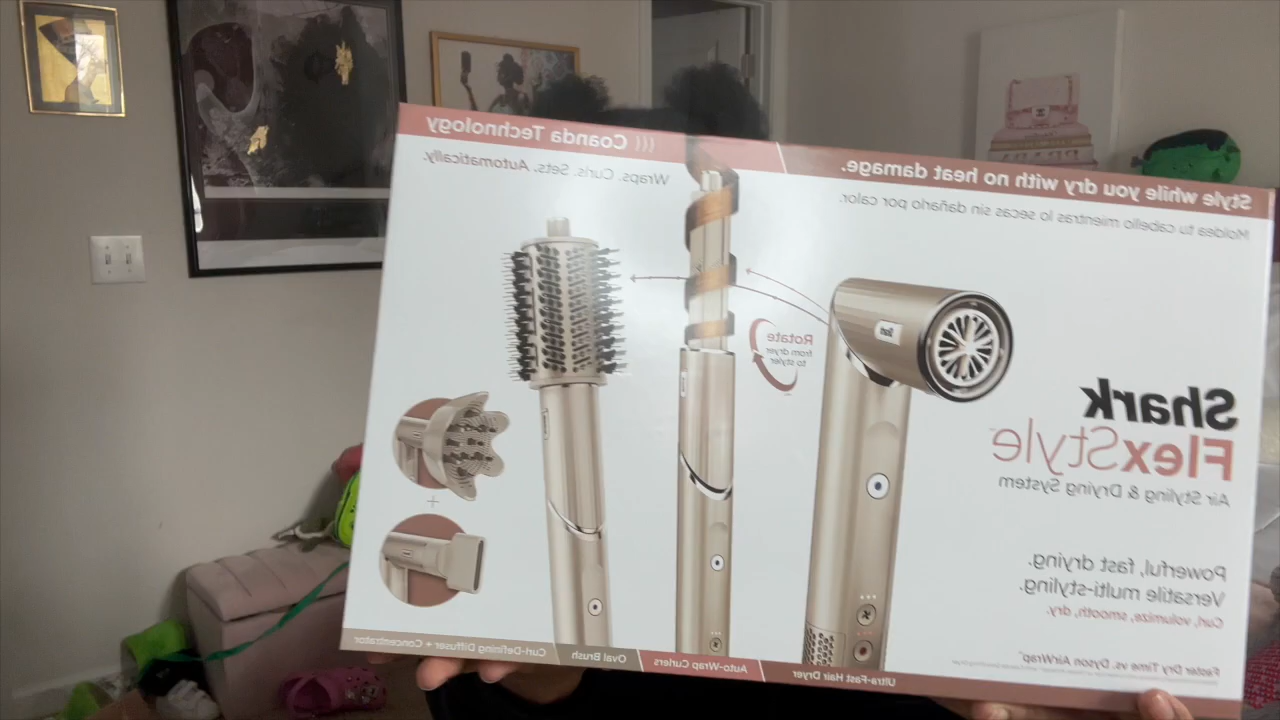 Style while you dry with no heat damage.
Moldea tu cabello mientras lo secas sin dañarlo por calor.
((( Coanda Technology
Wraps. Curls. Sets. Automatically.
Rotate
from dryer
to styler
Shark
Shark
FlexStyle™
Air Styling & Drying System
Powerful, fast drying.
Versatile multi-styling.
Curl, volumize, smooth, dry.
Faster Dry Time vs. Dyson AirWrap™
+
Ultra-Fast Hair Dryer
Auto-Wrap Curlers
Oval Brush
Curl-Defining Diffuser + Concentrator